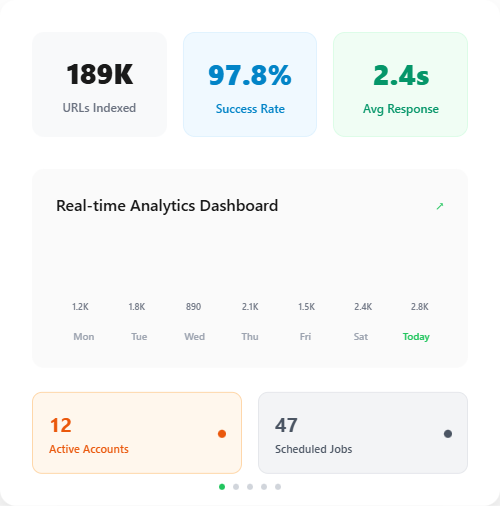 189K
URLs Indexed
97.8%
Success Rate
2.4s
Avg Response
Real-time Analytics Dashboard
↗
1.2K 1.8K 890 2.1K 1.5K 2.4K 2.8K
Mon Tue Wed Thu Fri Sat Today
12
Active Accounts
47
Scheduled Jobs